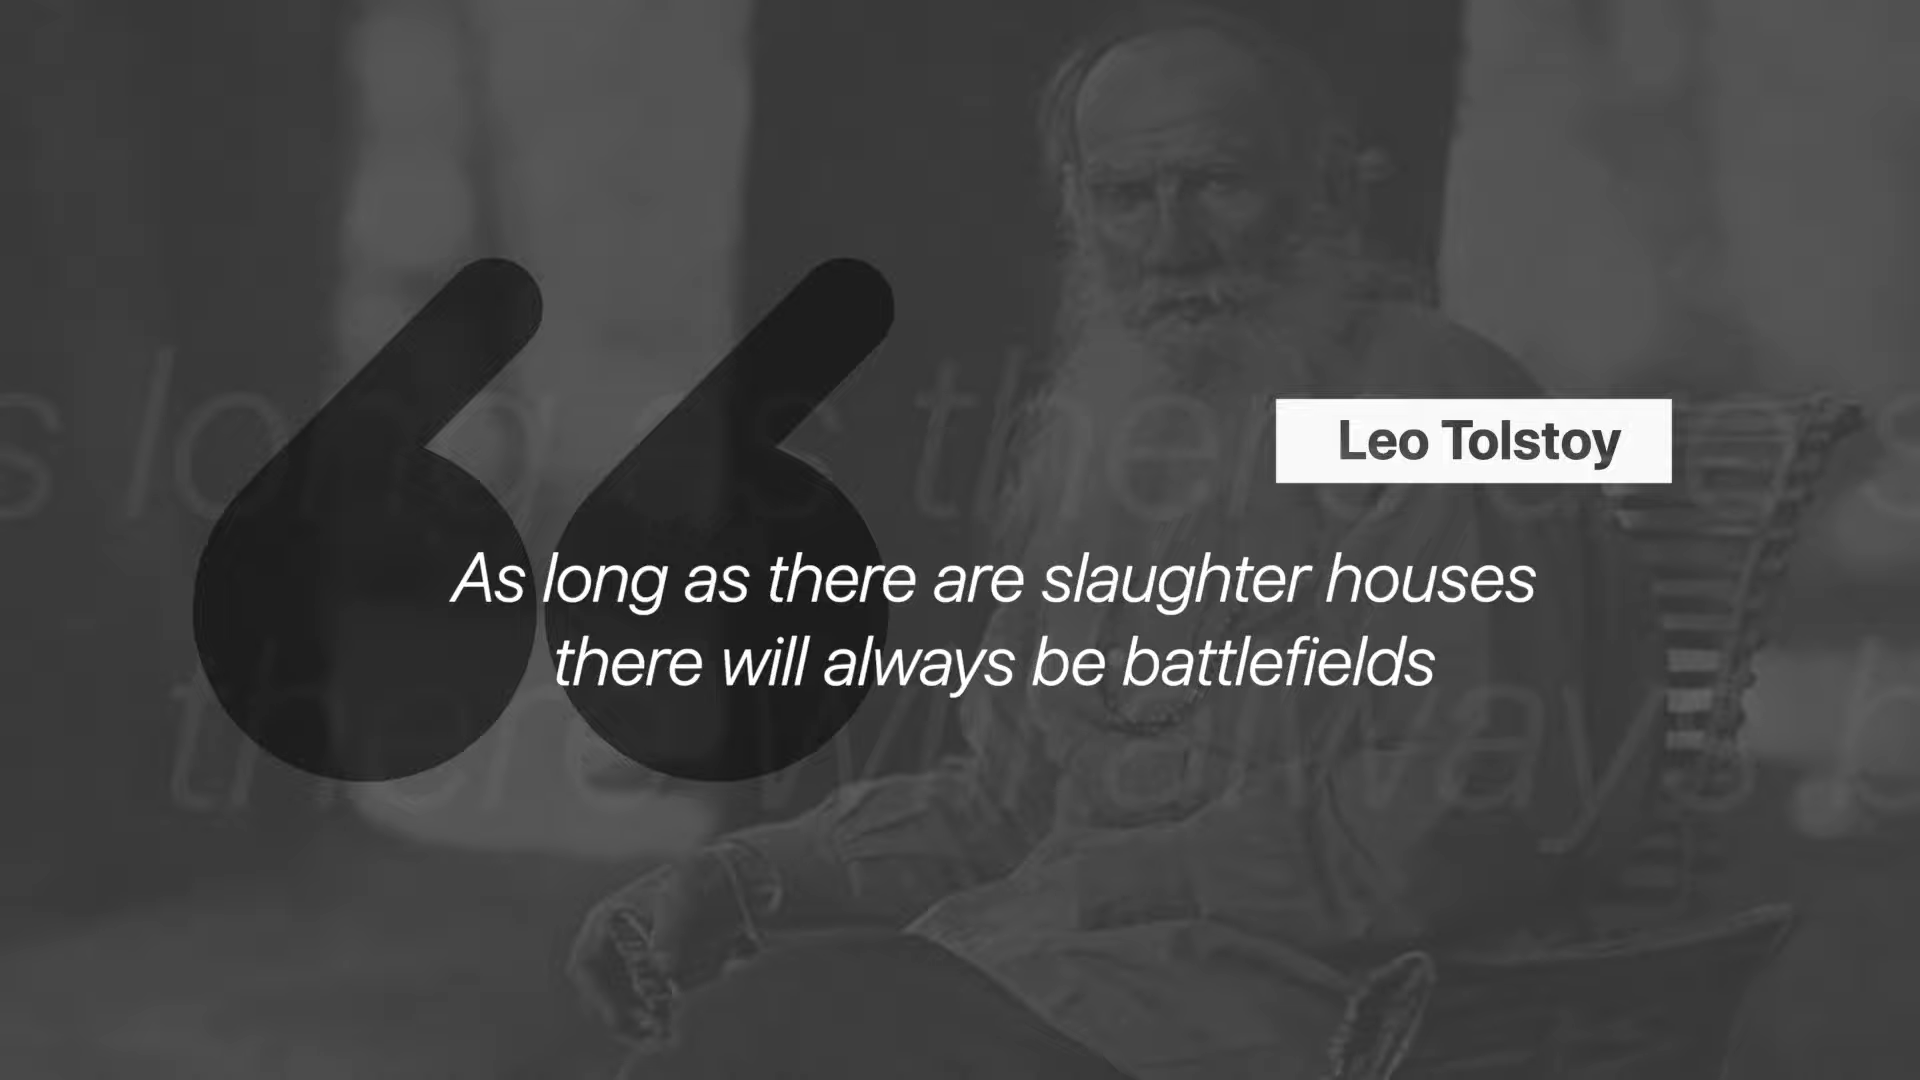 Leo Tolstoy
As long as there are slaughter houses
there will always be battlefields